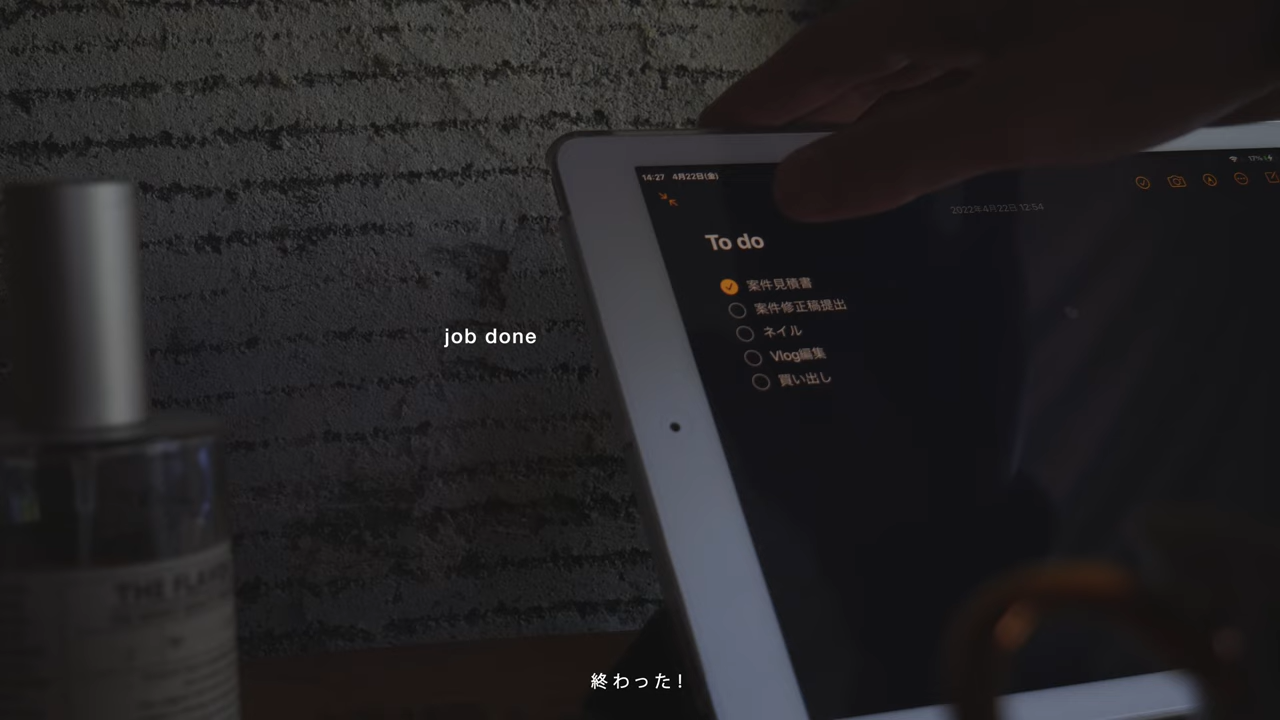 14:27 4月22日(金)
17%
2022年4月22日 12:54
To do
案件見積書
案件修正稿提出
ネイル
Vlog編集
買い出し
job done
THE FLA
終わった!